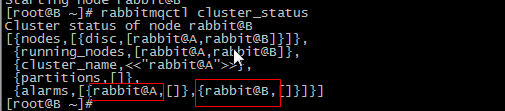 Starting node rabbit@B
[root@B ~]# rabbitmqctl cluster_status
Cluster status of node rabbit@B
[{nodes,[{disc,[rabbit@A,rabbit@B]}]},
{running_nodes,[rabbit@A,rabbit@B]},
{cluster_name,<<"rabbit@A">>},
{partitions,[]},
{alarms,[{rabbit@A,[]},{rabbit@B,[]}]}]
[root@B ~]#